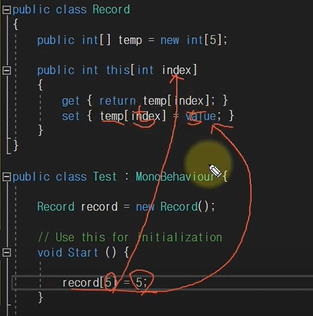 public class Record
{
public int[] temp = new int[5];
public int this[int index]
{
get { return temp[index]; }
set { temp[index] = value; }
}
}
public class Test : MonoBehaviour {
Record record = new Record();
// Use this for initialization
void Start () {
record[5] = 5;
}